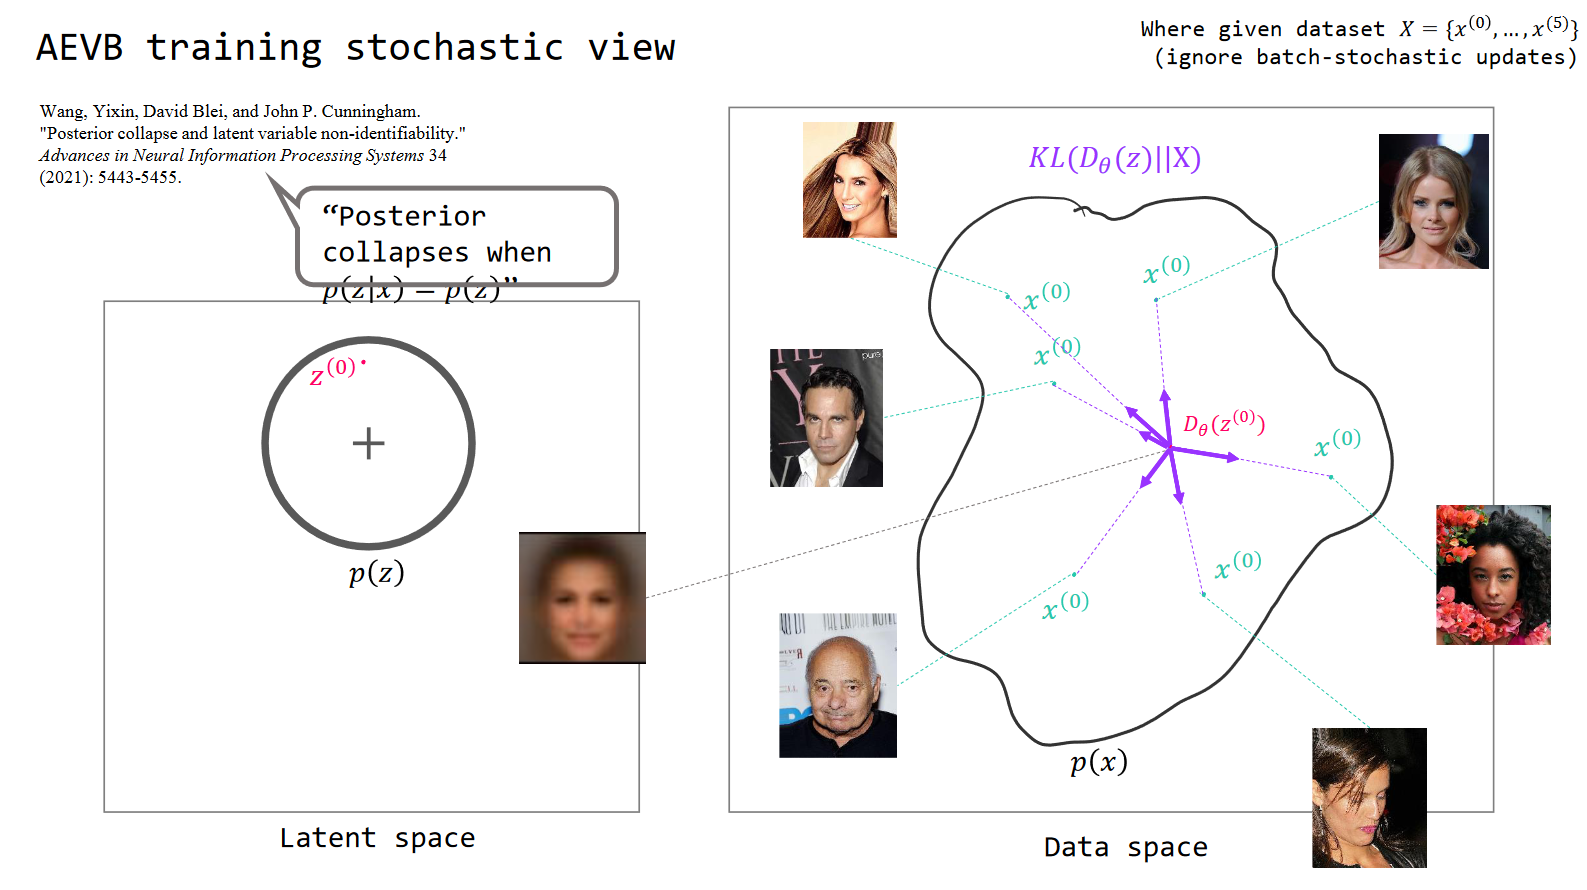 AEVB training stochastic view
Where given dataset X = {x^(0), ..., x^(5)}
(ignore batch-stochastic updates)
Wang, Yixin, David Blei, and John P. Cunningham.
"Posterior collapse and latent variable non-identifiability."
Advances in Neural Information Processing Systems 34
(2021): 5443-5455.
“Posterior
collapses when
p(z|x) = p(z)”
z^(0)
p(z)
Latent space
KL(D_θ(z)||X)
x^(0)
x^(0)
x^(0)
D_θ(z^(0))
x^(0)
x^(0)
x^(0)
p(x)
Data space
pure
THE
Y